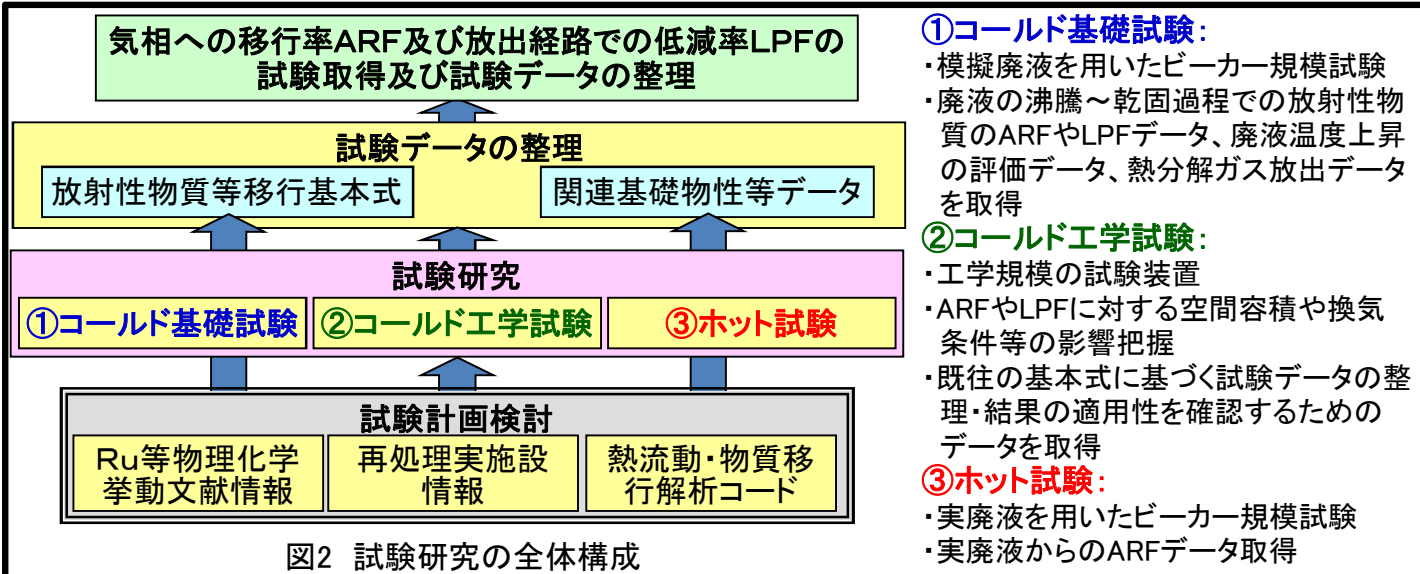 気相への移行率ARF及び放出経路での低減率LPFの
試験取得及び試験データの整理
試験データの整理
放射性物質等移行基本式
関連基礎物性等データ
試験研究
①コールド基礎試験
②コールド工学試験
③ホット試験
試験計画検討
Ru等物理化学
挙動文献情報
再処理実施設
情報
熱流動・物質移
行解析コード
図2 試験研究の全体構成
①コールド基礎試験:
・模擬廃液を用いたビーカー規模試験
・廃液の沸騰～乾固過程での放射性物
質のARFやLPFデータ、廃液温度上昇
の評価データ、熱分解ガス放出データ
を取得
②コールド工学試験:
・工学規模の試験装置
・ARFやLPFに対する空間容積や換気
条件等の影響把握
・既往の基本式に基づく試験データの整
理・結果の適用性を確認するための
データを取得
③ホット試験:
・実廃液を用いたビーカー規模試験
・実廃液からのARFデータ取得